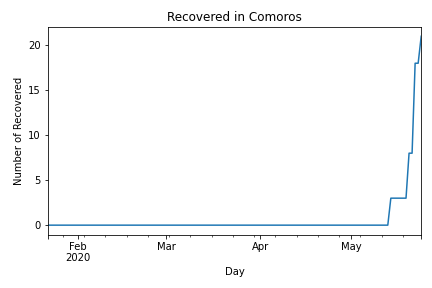 Recovered in Comoros
Number of Recovered
20
15
10
5
0
Feb
2020
Mar
Apr
May
Day